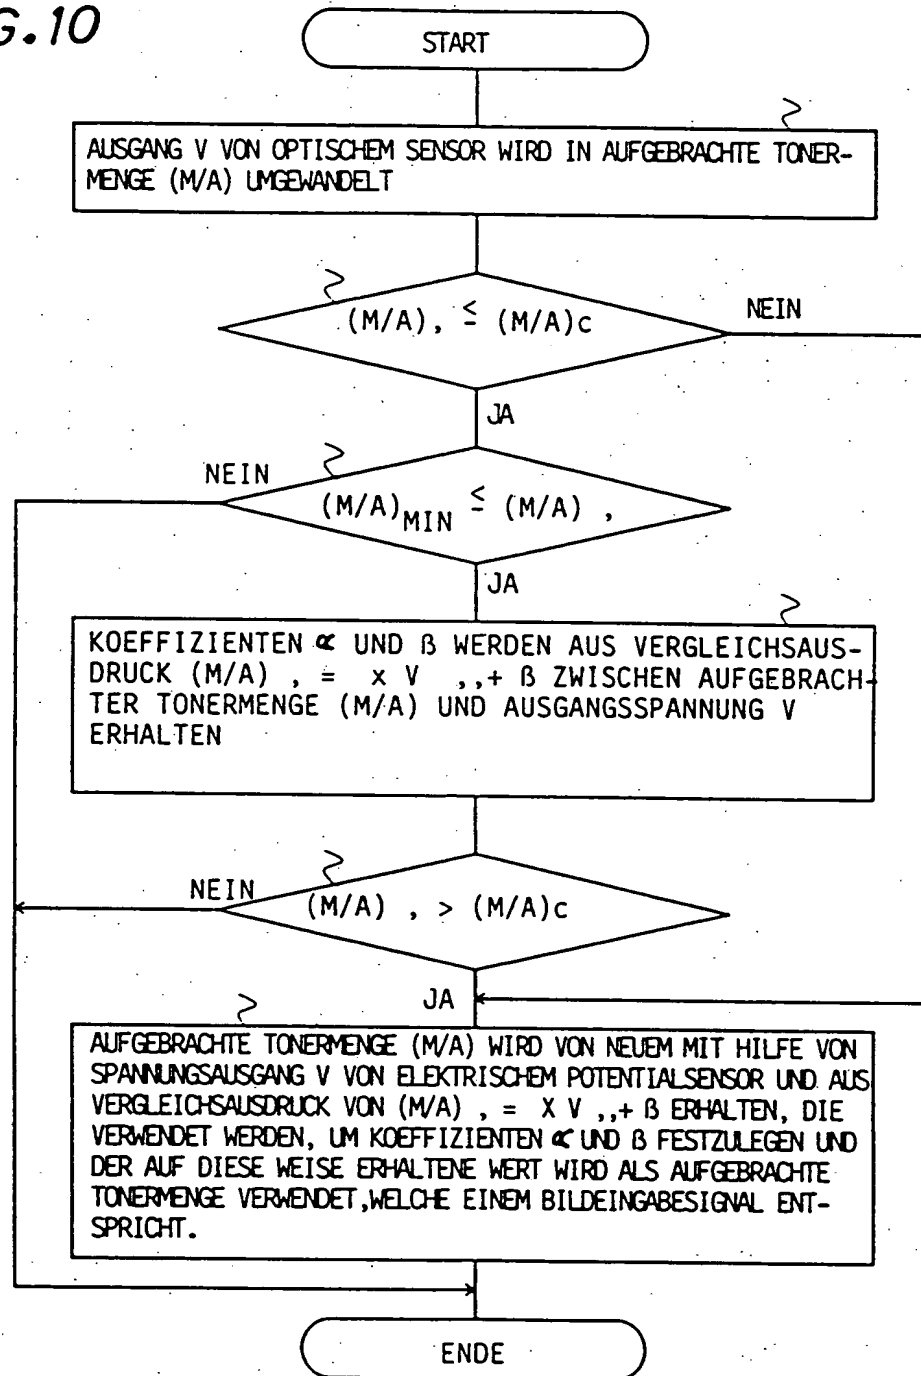 G.10
START
AUSGANG V VON OPTISCHEM SENSOR WIRD IN AUFGEBRACHTE TONER-
MENGE (M/A) UMGEWANDELT
(M/A), ≤ (M/A)c
NEIN
JA
NEIN
(M/A)MIN ≤ (M/A) ,
JA
KOEFFIZIENTEN α UND ß WERDEN AUS VERGLEICHSAUS-
DRUCK (M/A) , = x V ,,+ ß ZWISCHEN AUFGEBRACH-
TER TONERMENGE (M/A) UND AUSGANGSSPANNUNG V
ERHALTEN
NEIN
(M/A) , > (M/A)c
JA
AUFGEBRACHTE TONERMENGE (M/A) WIRD VON NEUEM MIT HILFE VON
SPANNUNGSAUSGANG V VON ELEKTRISCHEM POTENTIALSENSOR UND AUS
VERGLEICHSAUSDRUCK VON (M/A) , = X V ,,+ ß ERHALTEN, DIE
VERWENDET WERDEN, UM KOEFFIZIENTEN α UND ß FESTZULEGEN UND
DER AUF DIESE WEISE ERHALTENE WERT WIRD ALS AUFGEBRACHTE
TONERMENGE VERWENDET,WELCHE EINEM BILDEINGABESIGNAL ENT-
SPRICHT.
ENDE